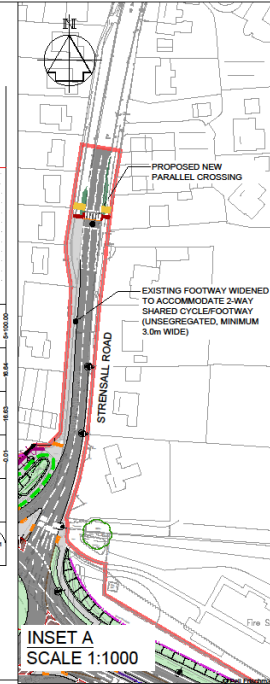 N
PROPOSED NEW
PARALLEL CROSSING
EXISTING FOOTWAY WIDENED
TO ACCOMMODATE 2-WAY
SHARED CYCLE/FOOTWAY
(UNSEGREGATED, MINIMUM
3.0m WIDE)
STRENSALL ROAD
Fire S
INSET A
SCALE 1:1000